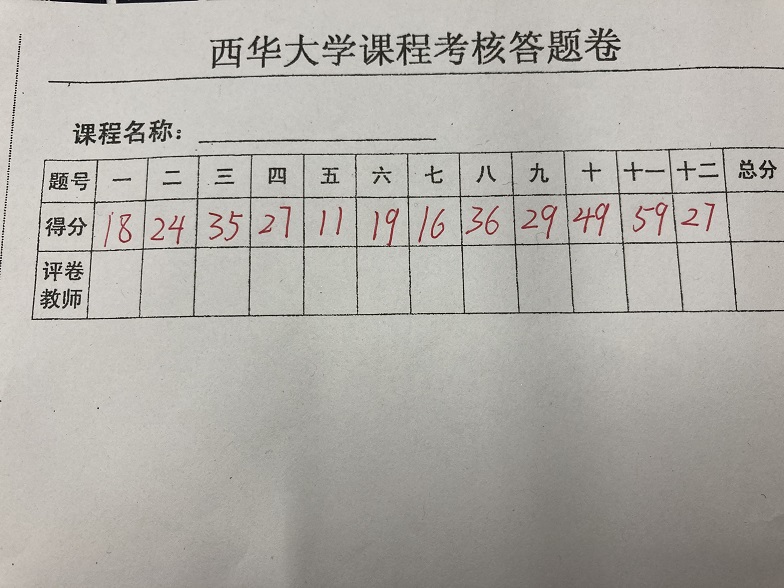 西华大学课程考核答题卷
课程名称：
题号 一 二 三 四 五 六 七 八 九 十 十一 十二 总分
得分 18 24 35 27 11 19 16 36 29 49 59 27
评卷
教师